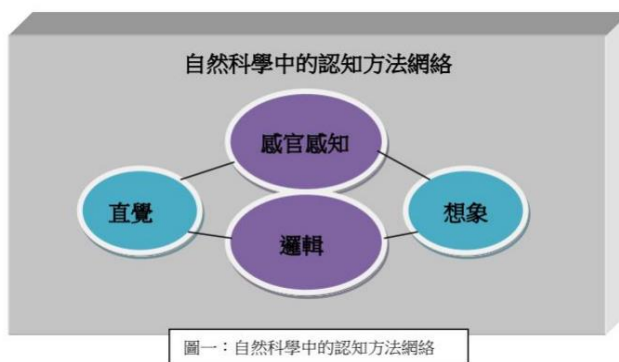 自然科學中的認知方法網絡
感官感知
直覺
想象
邏輯
圖一：自然科學中的認知方法網絡